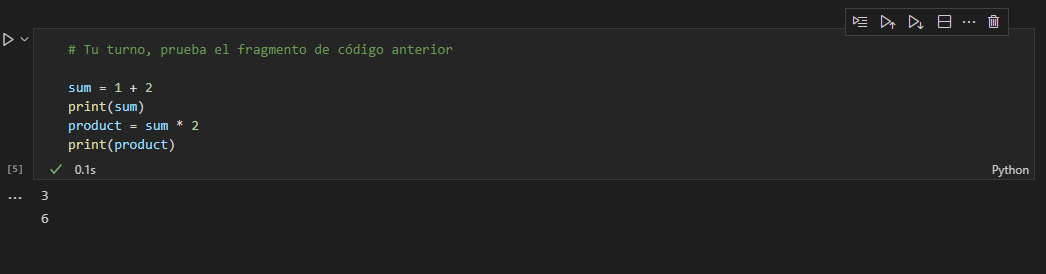 # Tu turno, prueba el fragmento de código anterior
sum = 1 + 2
print(sum)
product = sum * 2
print(product)
[5] 0.1s Python
3
6